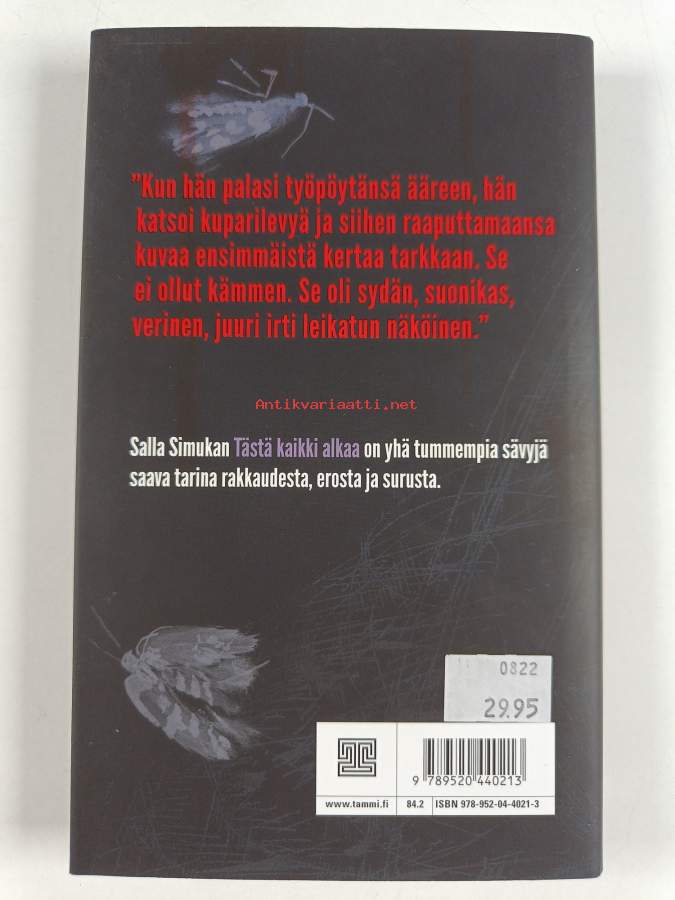 "Kun hän palasi työpöytänsä ääreen, hän
katsoi kuparilevyä ja siihen raaputtamaansa
kuvaa ensimmäistä kertaa tarkkaan. Se
ei ollut kämmen. Se oli sydän, suonikas,
verinen, juuri irti leikatun näköinen."
Antikvariaatti.net
Salla Simukan Tästä kaikki alkaa on yhä tummempia sävyjä
saava tarina rakkaudesta, erosta ja surusta.
0822
29.95
9 789520 440213
www.tammi.fi 84.2 ISBN 978-952-04-4021-3